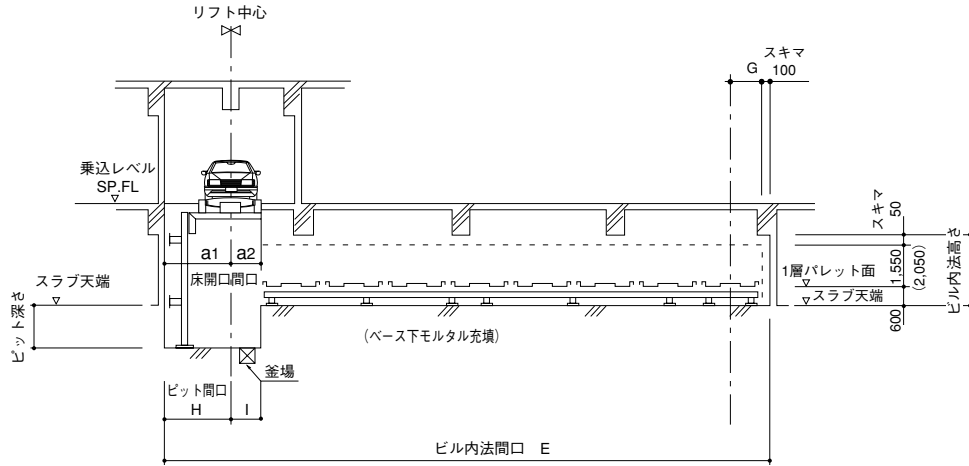 リフト中心
スキマ
G 100
乗込レベル
SP.FL
a1 a2
床開口間口
スラブ天端
ピット深さ
(ベース下モルタル充填)
釜場
ピット間口
H I
ビル内法間口 E
スキマ
50
1,550
(2,050)
600
1層パレット面
スラブ天端
ビル内法高さ